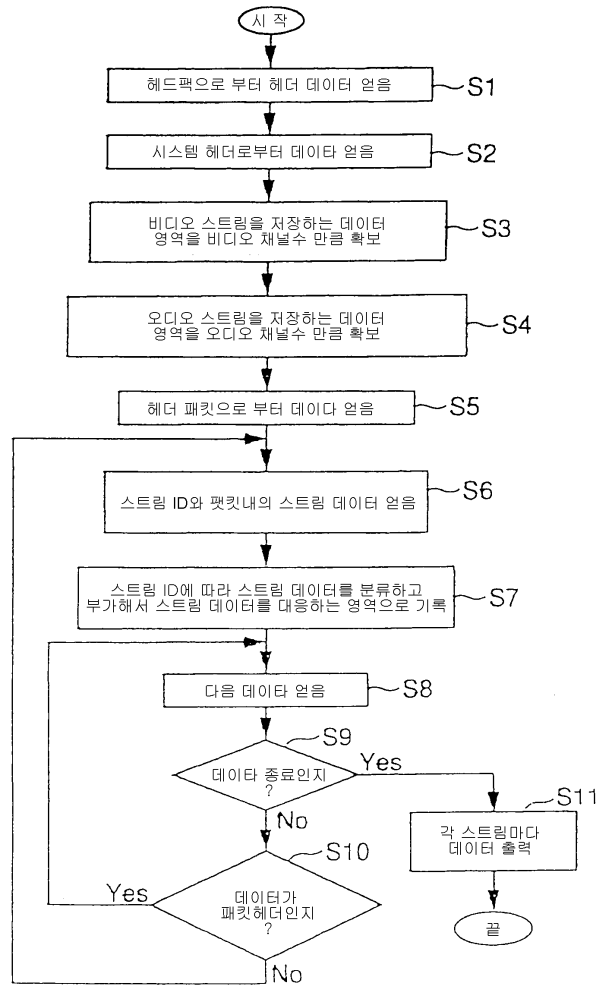 시 작
헤드팩으로 부터 헤더 데이터 얻음
S1
시스템 헤더로부터 데이타 얻음
S2
비디오 스트림을 저장하는 데이터
영역을 비디오 채널수 만큼 확보
S3
오디오 스트림을 저장하는 데이터
영역을 오디오 채널수 만큼 확보
S4
헤더 패킷으로 부터 데이다 얻음
S5
스트림 ID와 팻킷내의 스트림 데이터 얻음
S6
스트림 ID에 따라 스트림 데이터를 분류하고
부가해서 스트림 데이터를 대응하는 영역으로 기록
S7
다음 데이타 얻음
S8
S9
데이타 종료인지
?
Yes
No
S11
각 스트림마다
데이터 출력
S10
데이터가
패킷헤더인지
?
Yes
No
끝